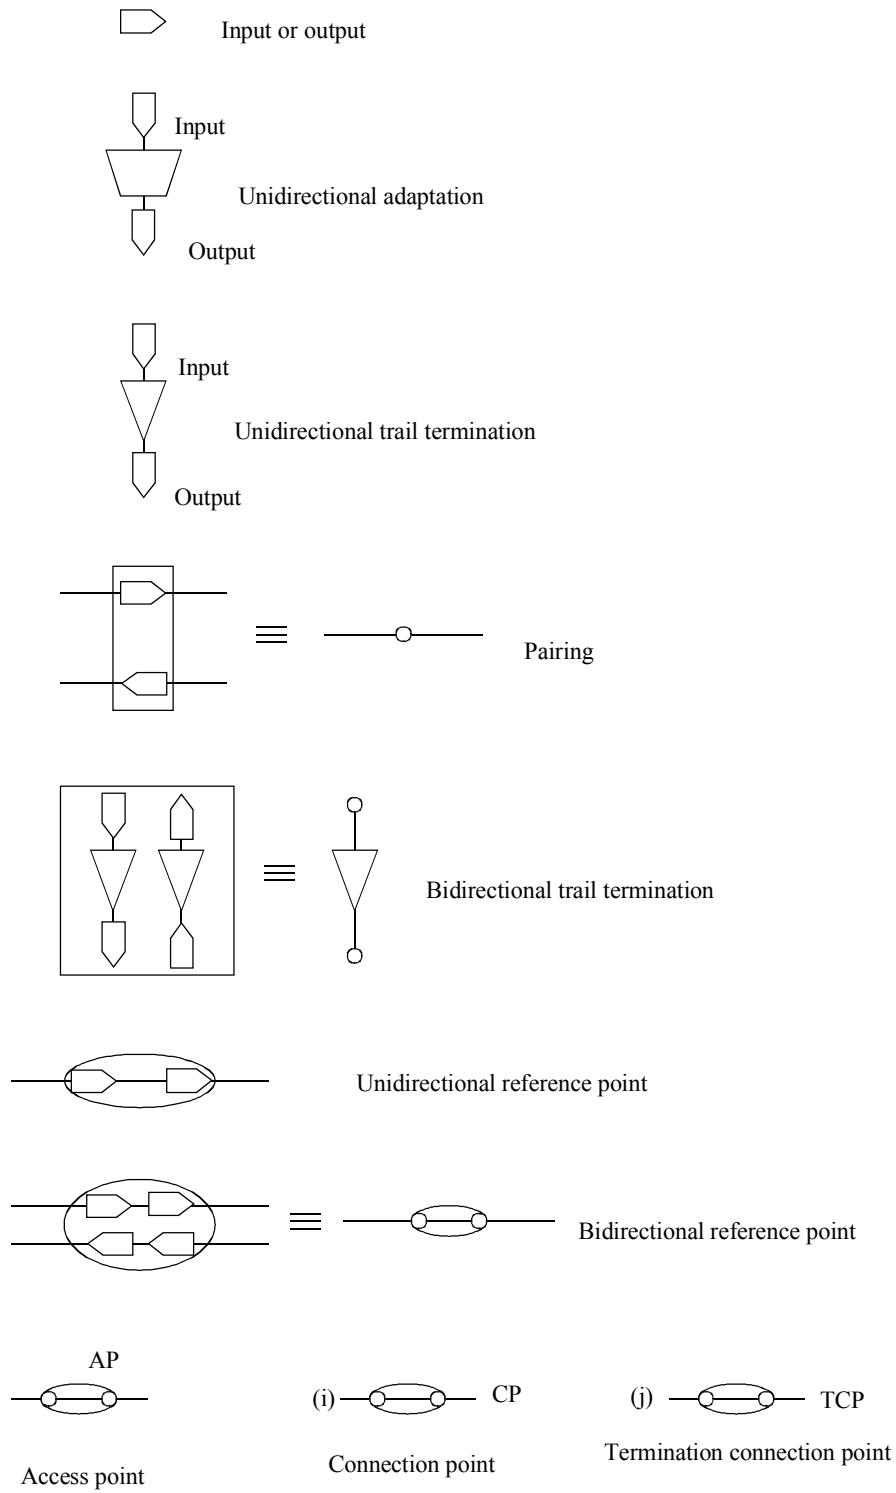 Input or output
Input
Unidirectional adaptation
Output
Input
Unidirectional trail termination
Output
Pairing
Bidirectional trail termination
Unidirectional reference point
Bidirectional reference point
AP
(i)
CP
(j)
TCP
Access point
Connection point
Termination connection point